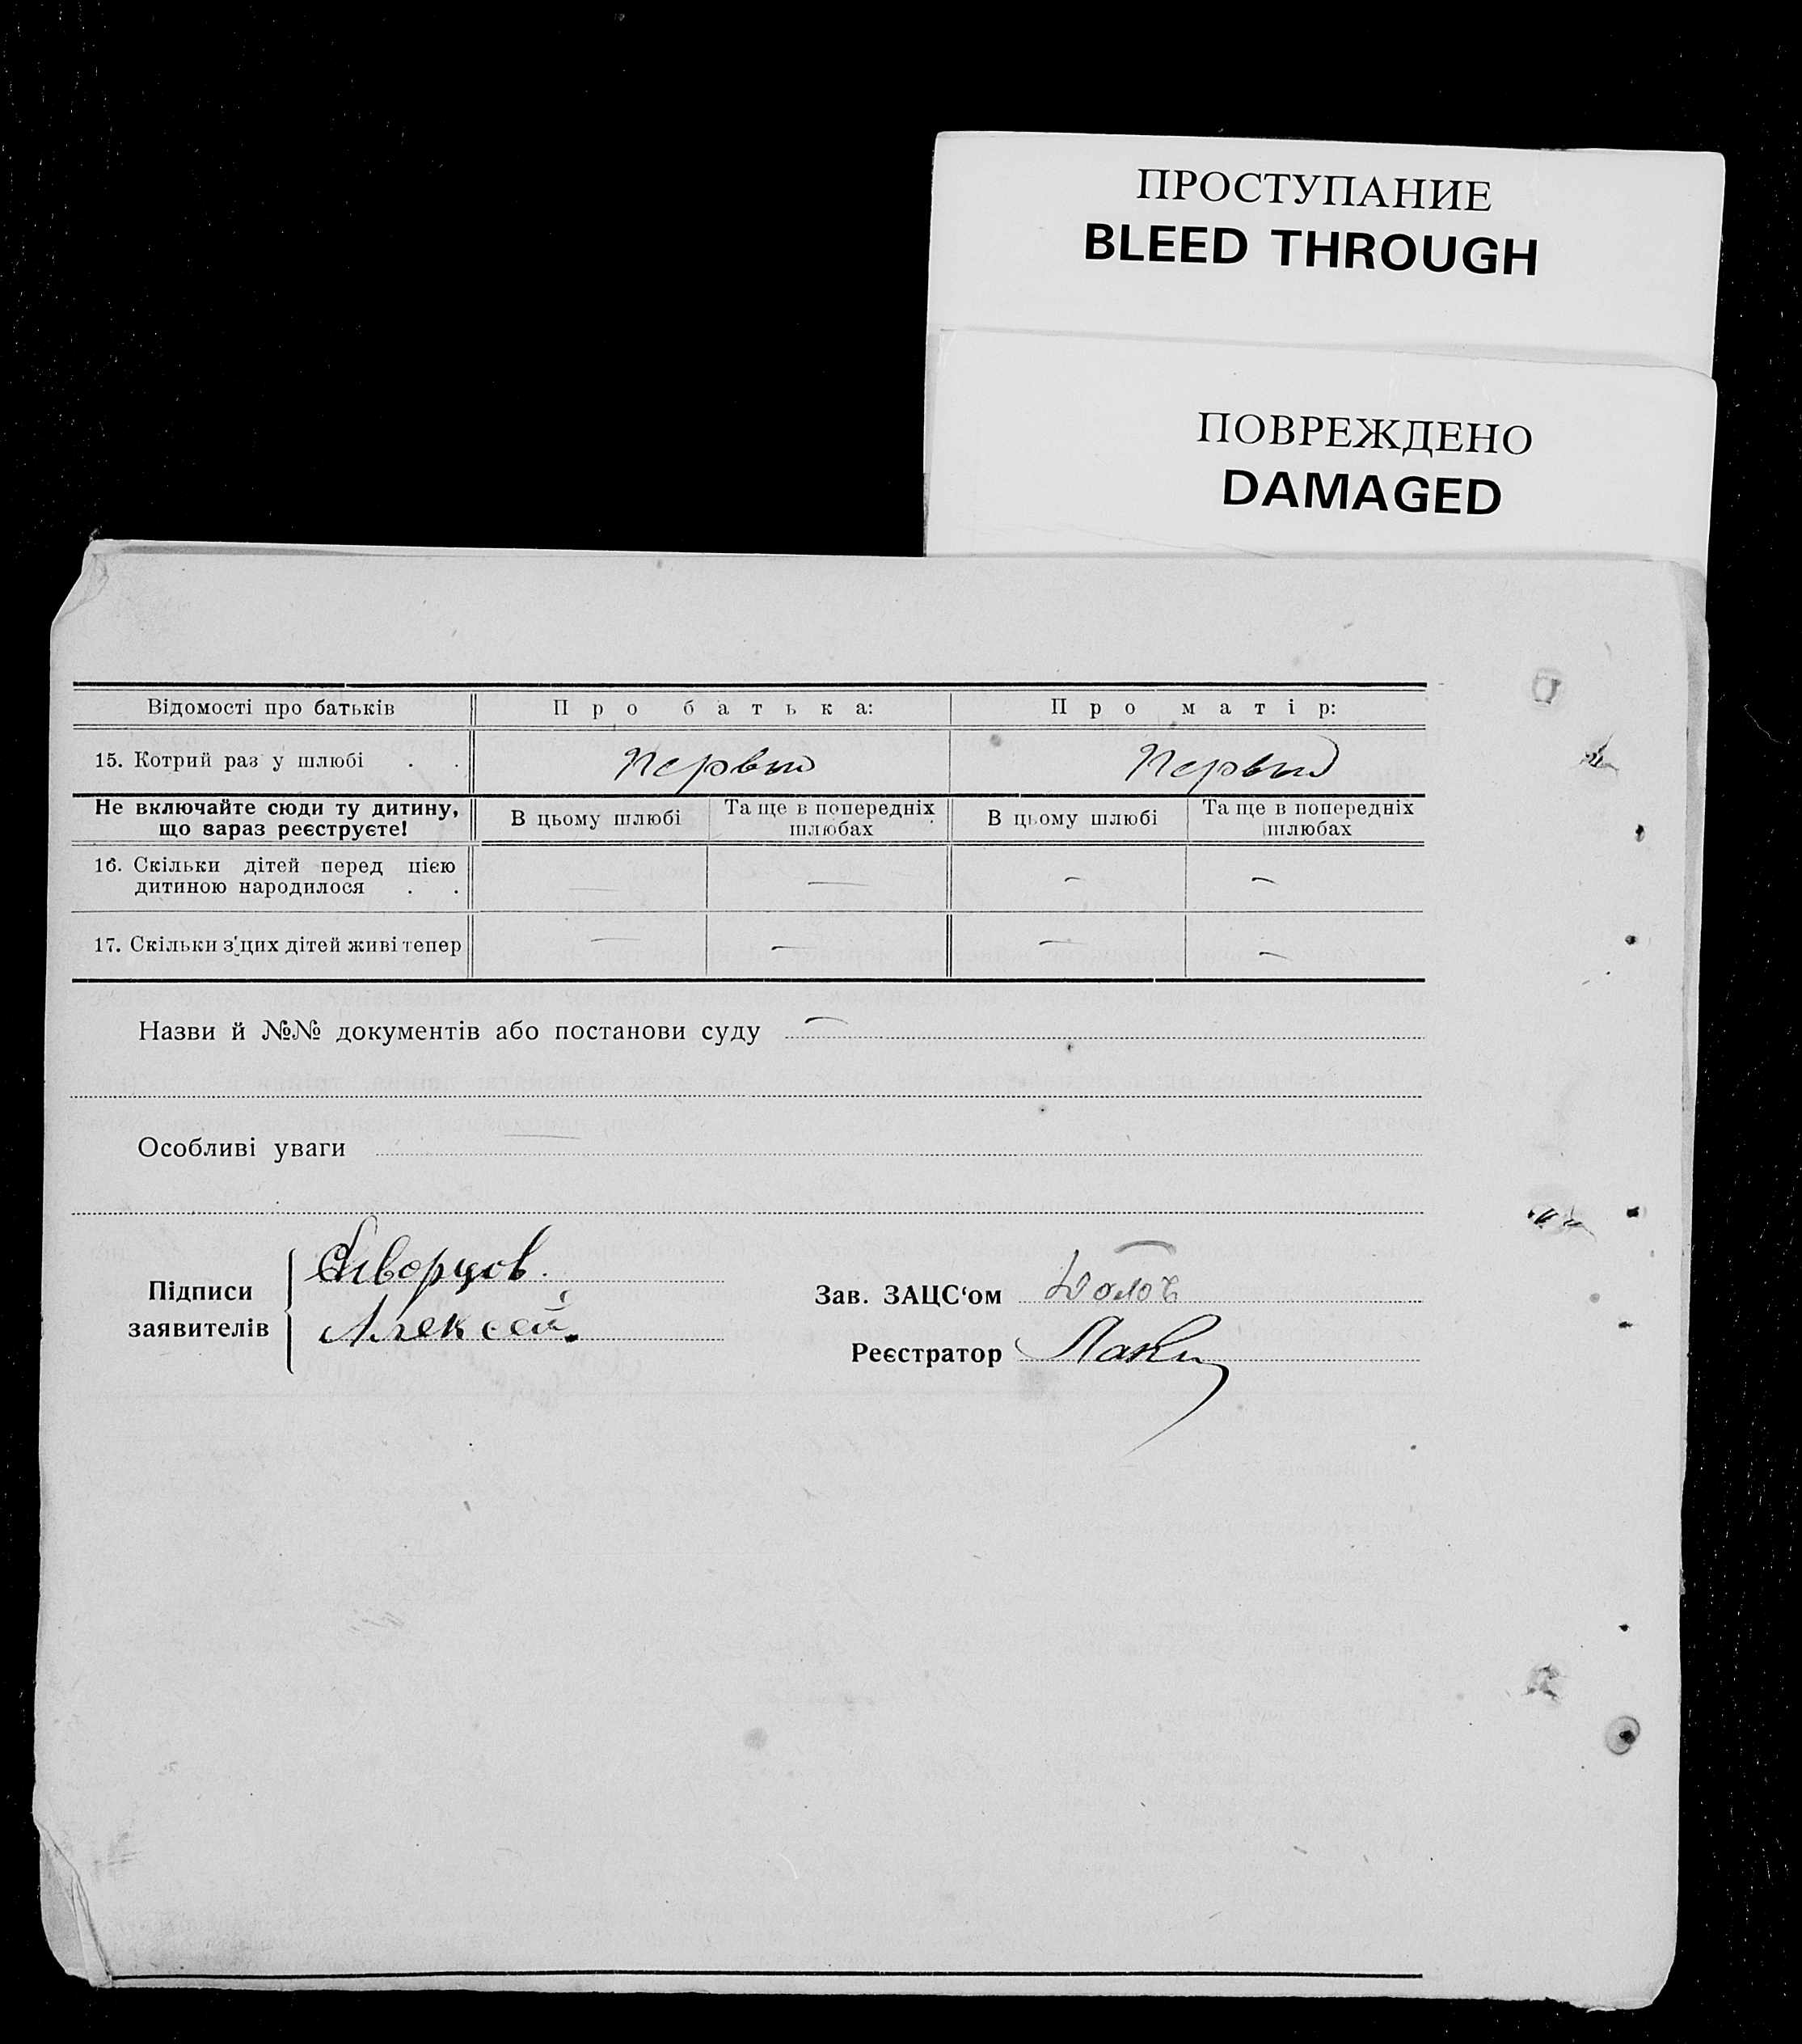 ПРОСТУПАНИЕ
BLEED THROUGH
ПОВРЕЖДЕНО
DAMAGED
Відомості про батьків Про батька: Про матір:
15. Котрий раз у шлюбі . . Первый Первый
Не включайте сюди ту дитину, що зараз реєструєте! В цьому шлюбі Та ще в попередніх шлюбах В цьому шлюбі Та ще в попередніх шлюбах
16. Скільки дітей перед цією
дитиною народилося . . — — — —
17. Скільки з'цих дітей живі тепер — — — —
Назви й №№ документів або постанови суду —
Особливі уваги —
Підписи заявителів
Скворцов.
Алексей.
Зав. ЗАЦС‘ом
Реєстратор